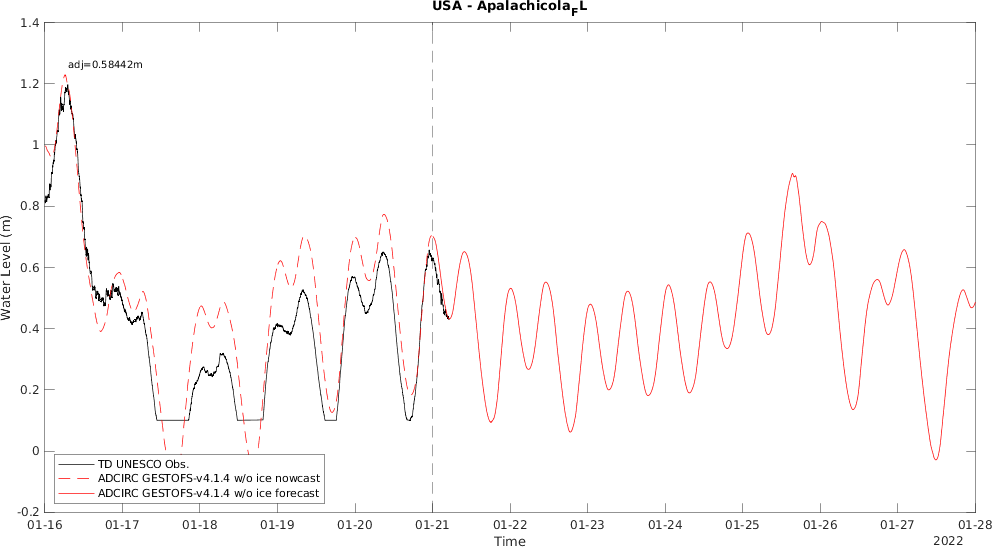 USA - Apalachicola_FL
adj=0.58442m
1.4
1.2
1
0.8
0.6
0.4
0.2
0
-0.2
Water Level (m)
TD UNESCO Obs.
ADCIRC GESTOFS-v4.1.4 w/o ice nowcast
ADCIRC GESTOFS-v4.1.4 w/o ice forecast
01-16 01-17 01-18 01-19 01-20 01-21 01-22 01-23 01-24 01-25 01-26 01-27 01-28
Time
2022